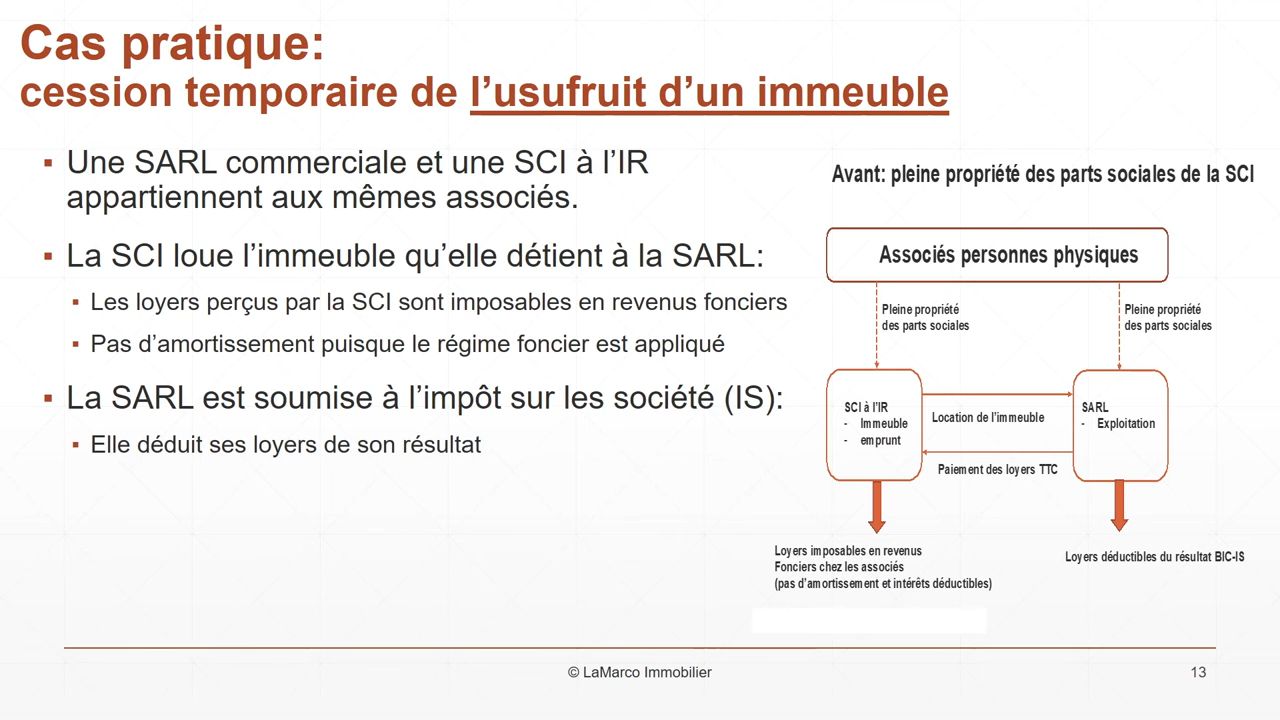 Cas pratique:
cession temporaire de l’usufruit d’un immeuble
▪ Une SARL commerciale et une SCI à l’IR
appartiennent aux mêmes associés.
▪ La SCI loue l’immeuble qu’elle détient à la SARL:
▪ Les loyers perçus par la SCI sont imposables en revenus fonciers
▪ Pas d’amortissement puisque le régime foncier est appliqué
▪ La SARL est soumise à l’impôt sur les société (IS):
▪ Elle déduit ses loyers de son résultat
Avant: pleine propriété des parts sociales de la SCI
Associés personnes physiques
Pleine propriété
des parts sociales
Pleine propriété
des parts sociales
SCI à l’IR
- Immeuble
- emprunt
Location de l’immeuble
Paiement des loyers TTC
SARL
- Exploitation
Loyers imposables en revenus
Fonciers chez les associés
(pas d’amortissement et intérêts déductibles)
Loyers déductibles du résultat BIC-IS
© LaMarco Immobilier
13